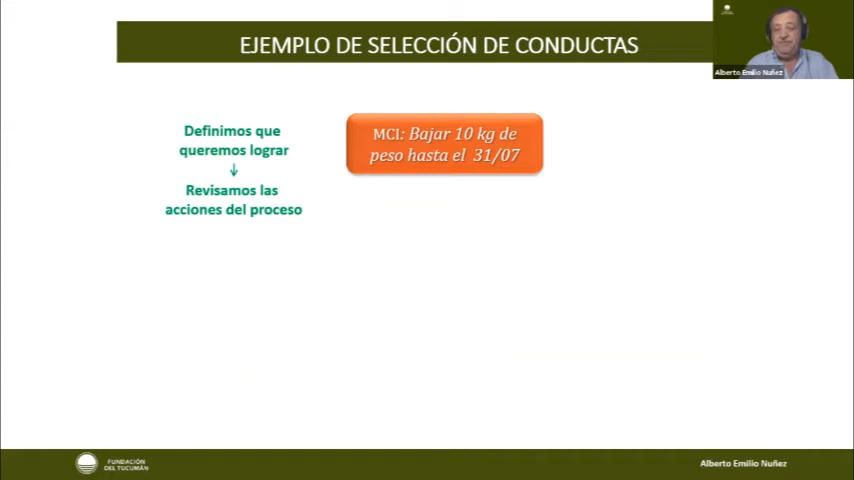 EJEMPLO DE SELECCIÓN DE CONDUCTAS
Alberto Emilio Nuñez
Definimos que
queremos lograr
↓
Revisamos las
acciones del proceso
MCI: Bajar 10 kg de
peso hasta el 31/07
FUNDACIÓN
DEL TUCUMÁN
Alberto Emilio Nuñez